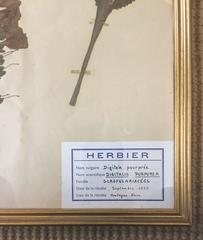 HERBIER
Nom vulgaire Digitale pourprée
Nom scientifique DIGITALIS PURPUREA
Famille SCROFULARIACÉES
Date de la récolte Septembre
Lieu de la récolte